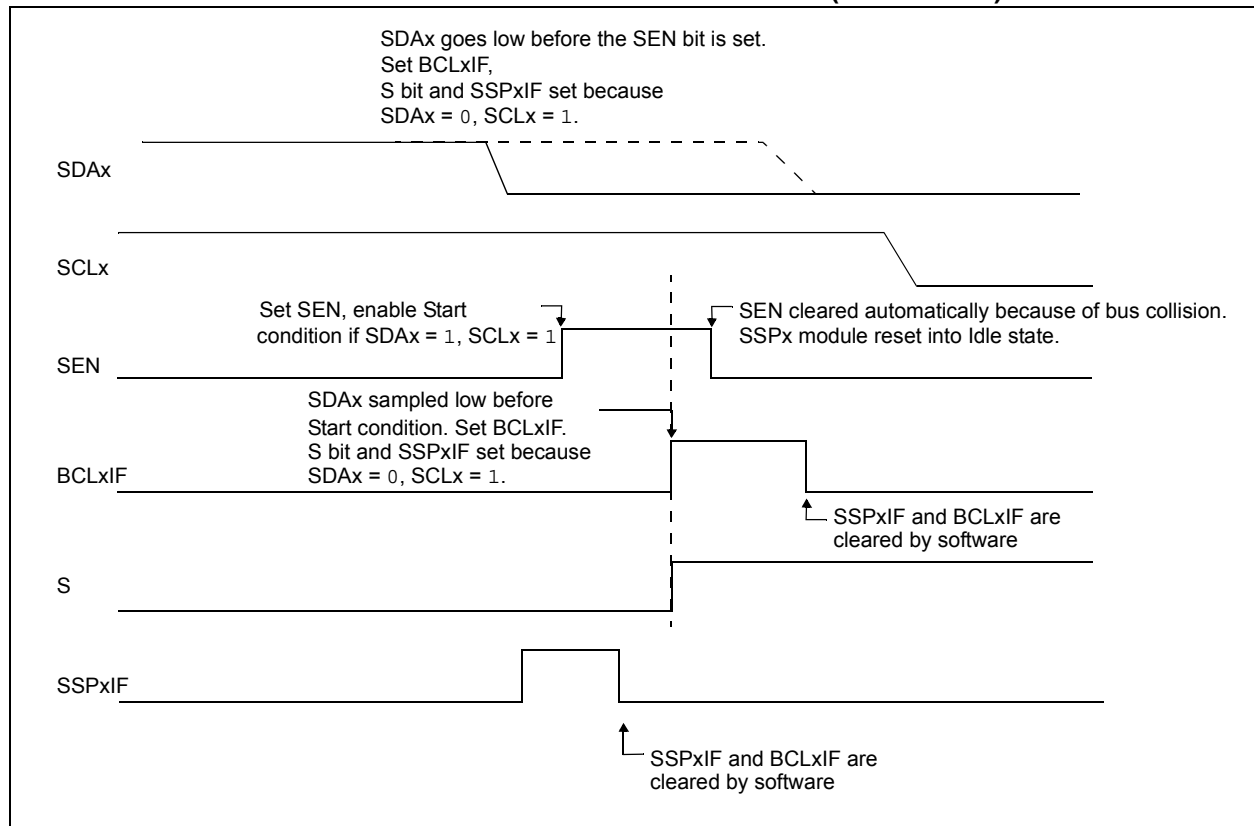 SDAx goes low before the SEN bit is set.
Set BCLxIF,
S bit and SSPxIF set because
SDAx = 0, SCLx = 1.
SDAx
SCLx
Set SEN, enable Start
condition if SDAx = 1, SCLx = 1
SEN cleared automatically because of bus collision.
SSPx module reset into Idle state.
SEN
SDAx sampled low before
Start condition. Set BCLxIF.
S bit and SSPxIF set because
SDAx = 0, SCLx = 1.
BCLxIF
SSPxIF and BCLxIF are
cleared by software
S
SSPxIF
SSPxIF and BCLxIF are
cleared by software